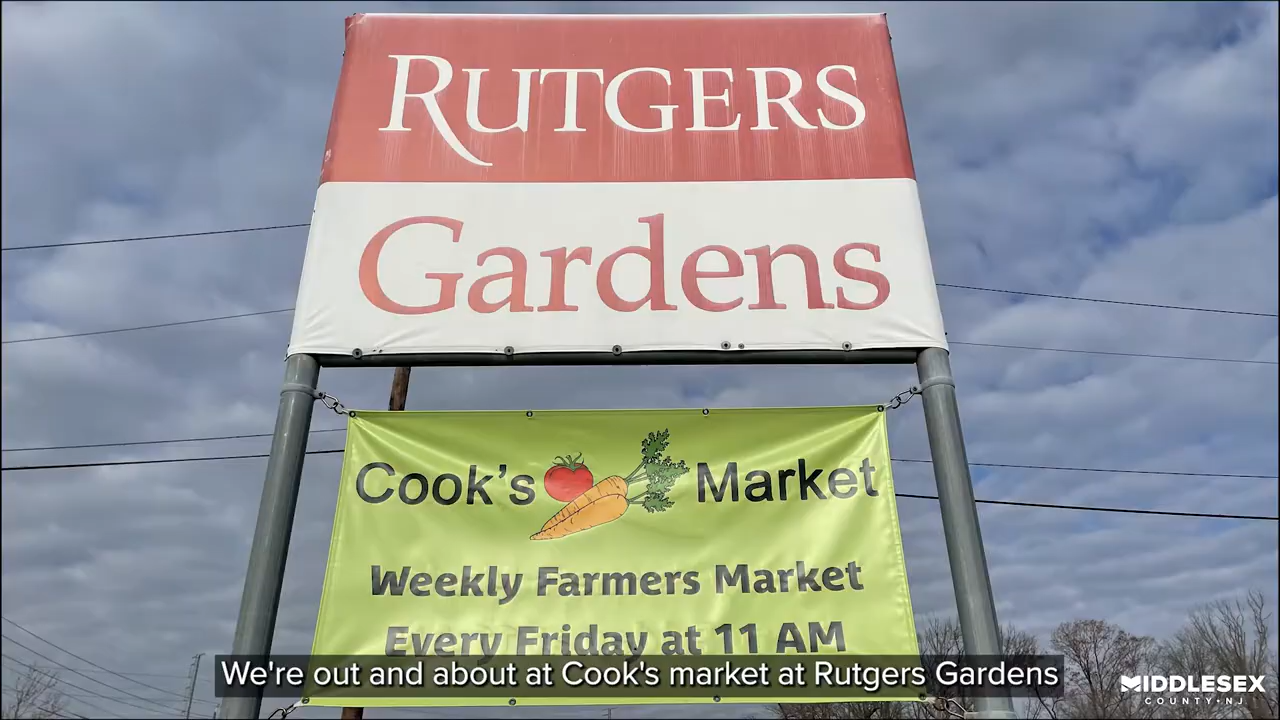 RUTGERS
Gardens
Cook's Market
Weekly Farmers Market
Every Friday at 11 AM
We're out and about at Cook's market at Rutgers Gardens
MIDDLESEX
COUNTY•NJ